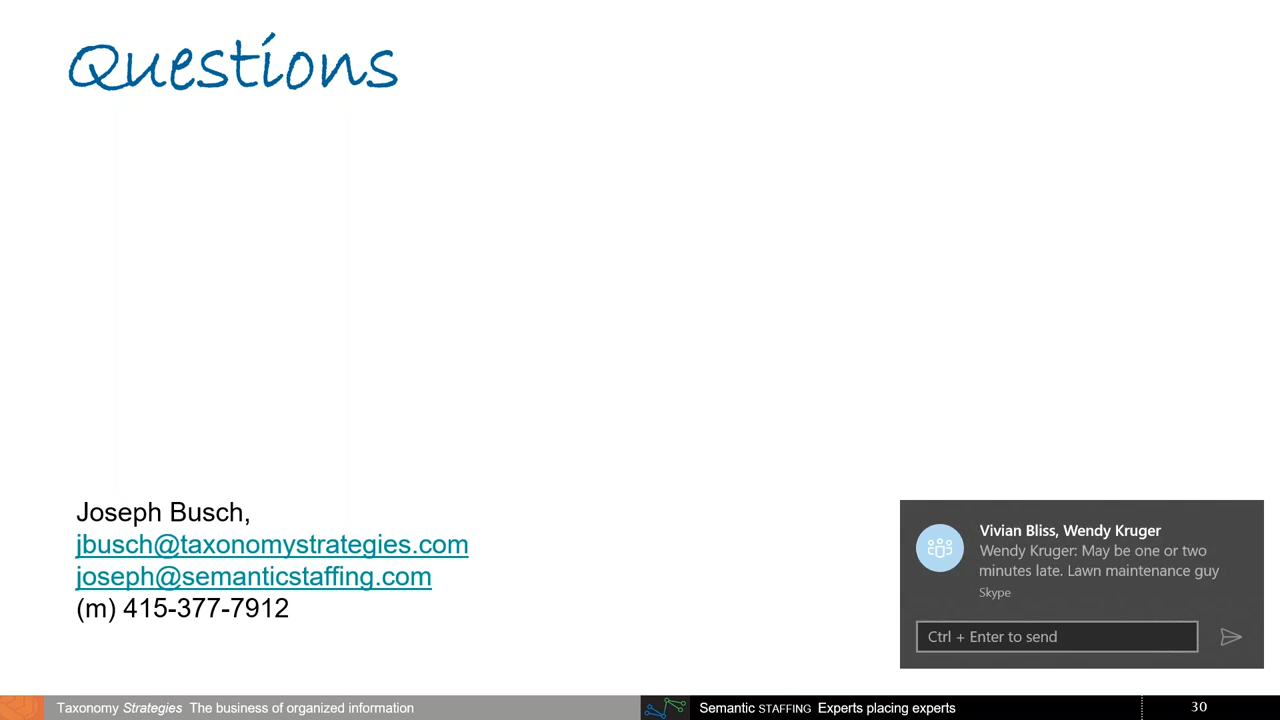 Questions
Joseph Busch,
jbusch@taxonomystrategies.com
joseph@semanticstaffing.com
(m) 415-377-7912
Vivian Bliss, Wendy Kruger
Wendy Kruger: May be one or two
minutes late. Lawn maintenance guy
Skype
Ctrl + Enter to send
Taxonomy Strategies The business of organized information
Semantic STAFFING Experts placing experts
30